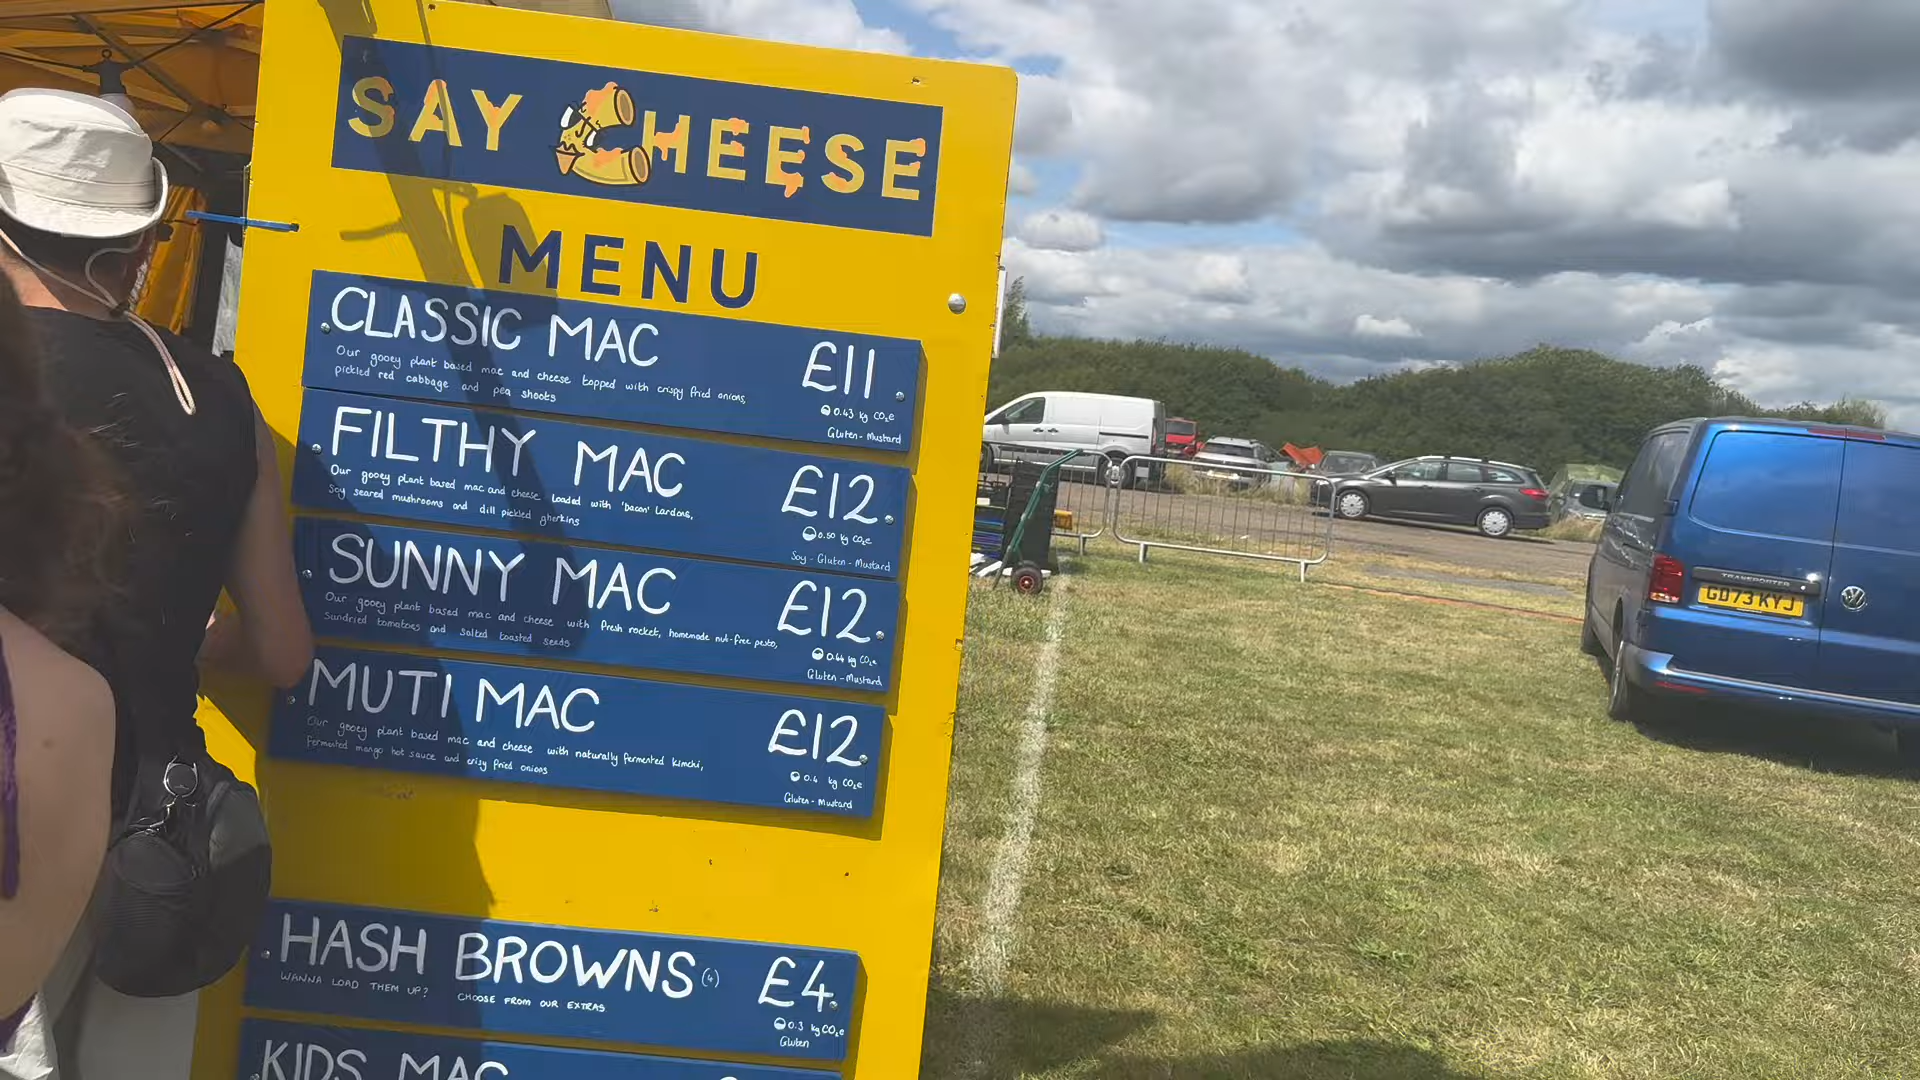 SAY CHEESE
MENU
CLASSIC MAC £11
Our gooey plant based mac and cheese topped with crispy fried onions,
pickled red cabbage and pea shoots
0.43 kg CO₂e
Gluten - Mustard
FILTHY MAC £12
Our gooey plant based mac and cheese loaded with 'bacon' lardons,
Soy seared mushrooms and dill pickled gherkins
0.50 kg CO₂e
Soy - Gluten - Mustard
SUNNY MAC £12
Our gooey plant based mac and cheese with fresh rocket, homemade nut-free pesto,
Sundried tomatoes and salted toasted seeds
0.44 kg CO₂e
Gluten - Mustard
MUTI MAC £12
Our gooey plant based mac and cheese with naturally fermented kimchi,
fermented mango hot sauce and crisy fried onions
0.4 kg CO₂e
Gluten - Mustard
HASH BROWNS (4) £4
WANNA LOAD THEM UP? CHOOSE FROM OUR EXTRAS
0.3 kg CO₂e
Gluten
KIDS MAC
TRANSPORTER
GD73 KYJ